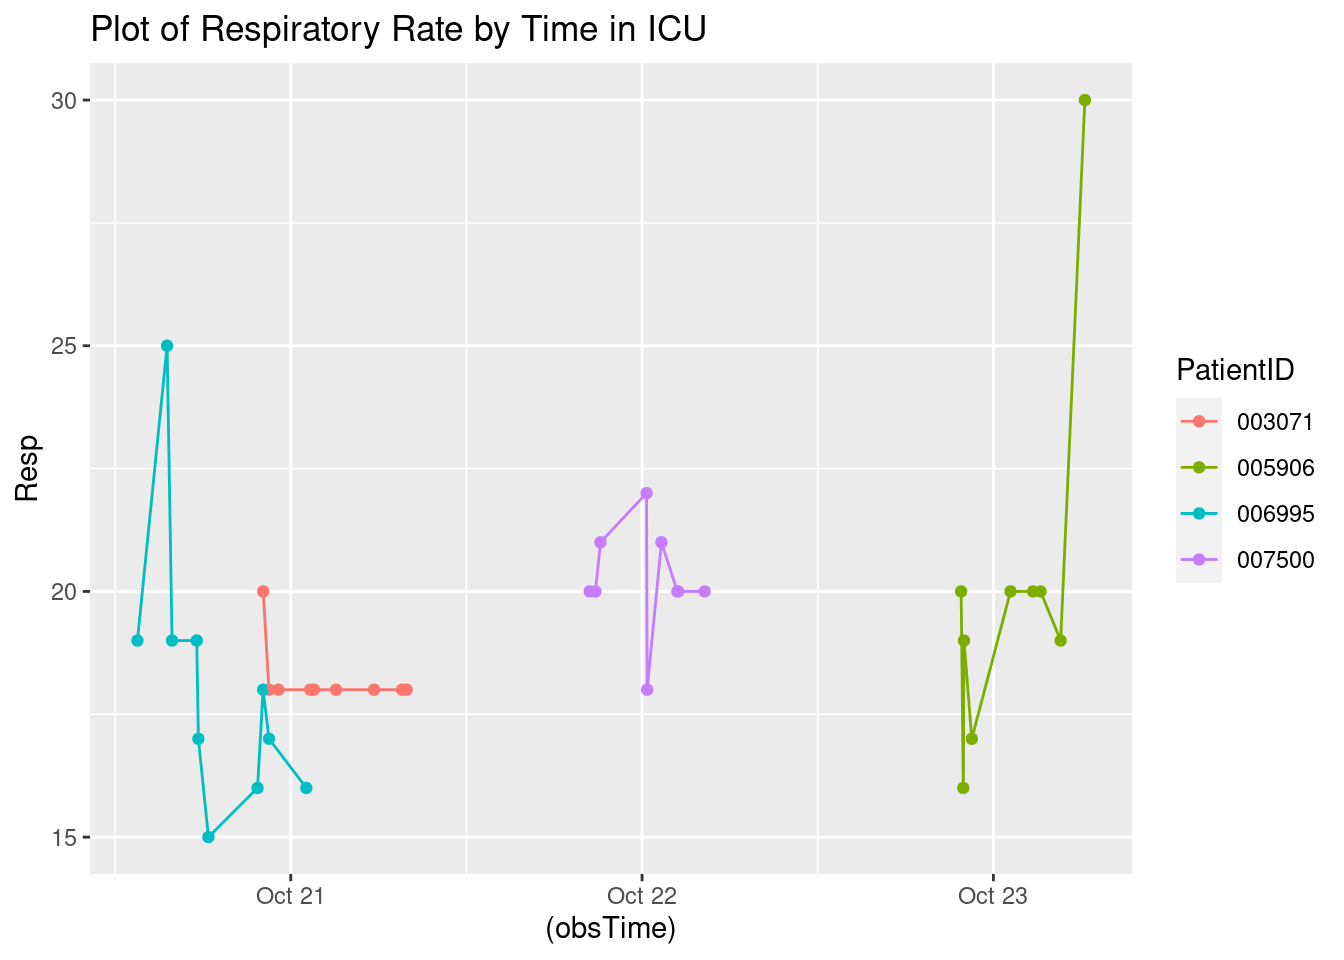 Plot of Respiratory Rate by Time in ICU
30
25
20
15
Resp
Oct 21
Oct 22
Oct 23
(obsTime)
PatientID
003071
005906
006995
007500